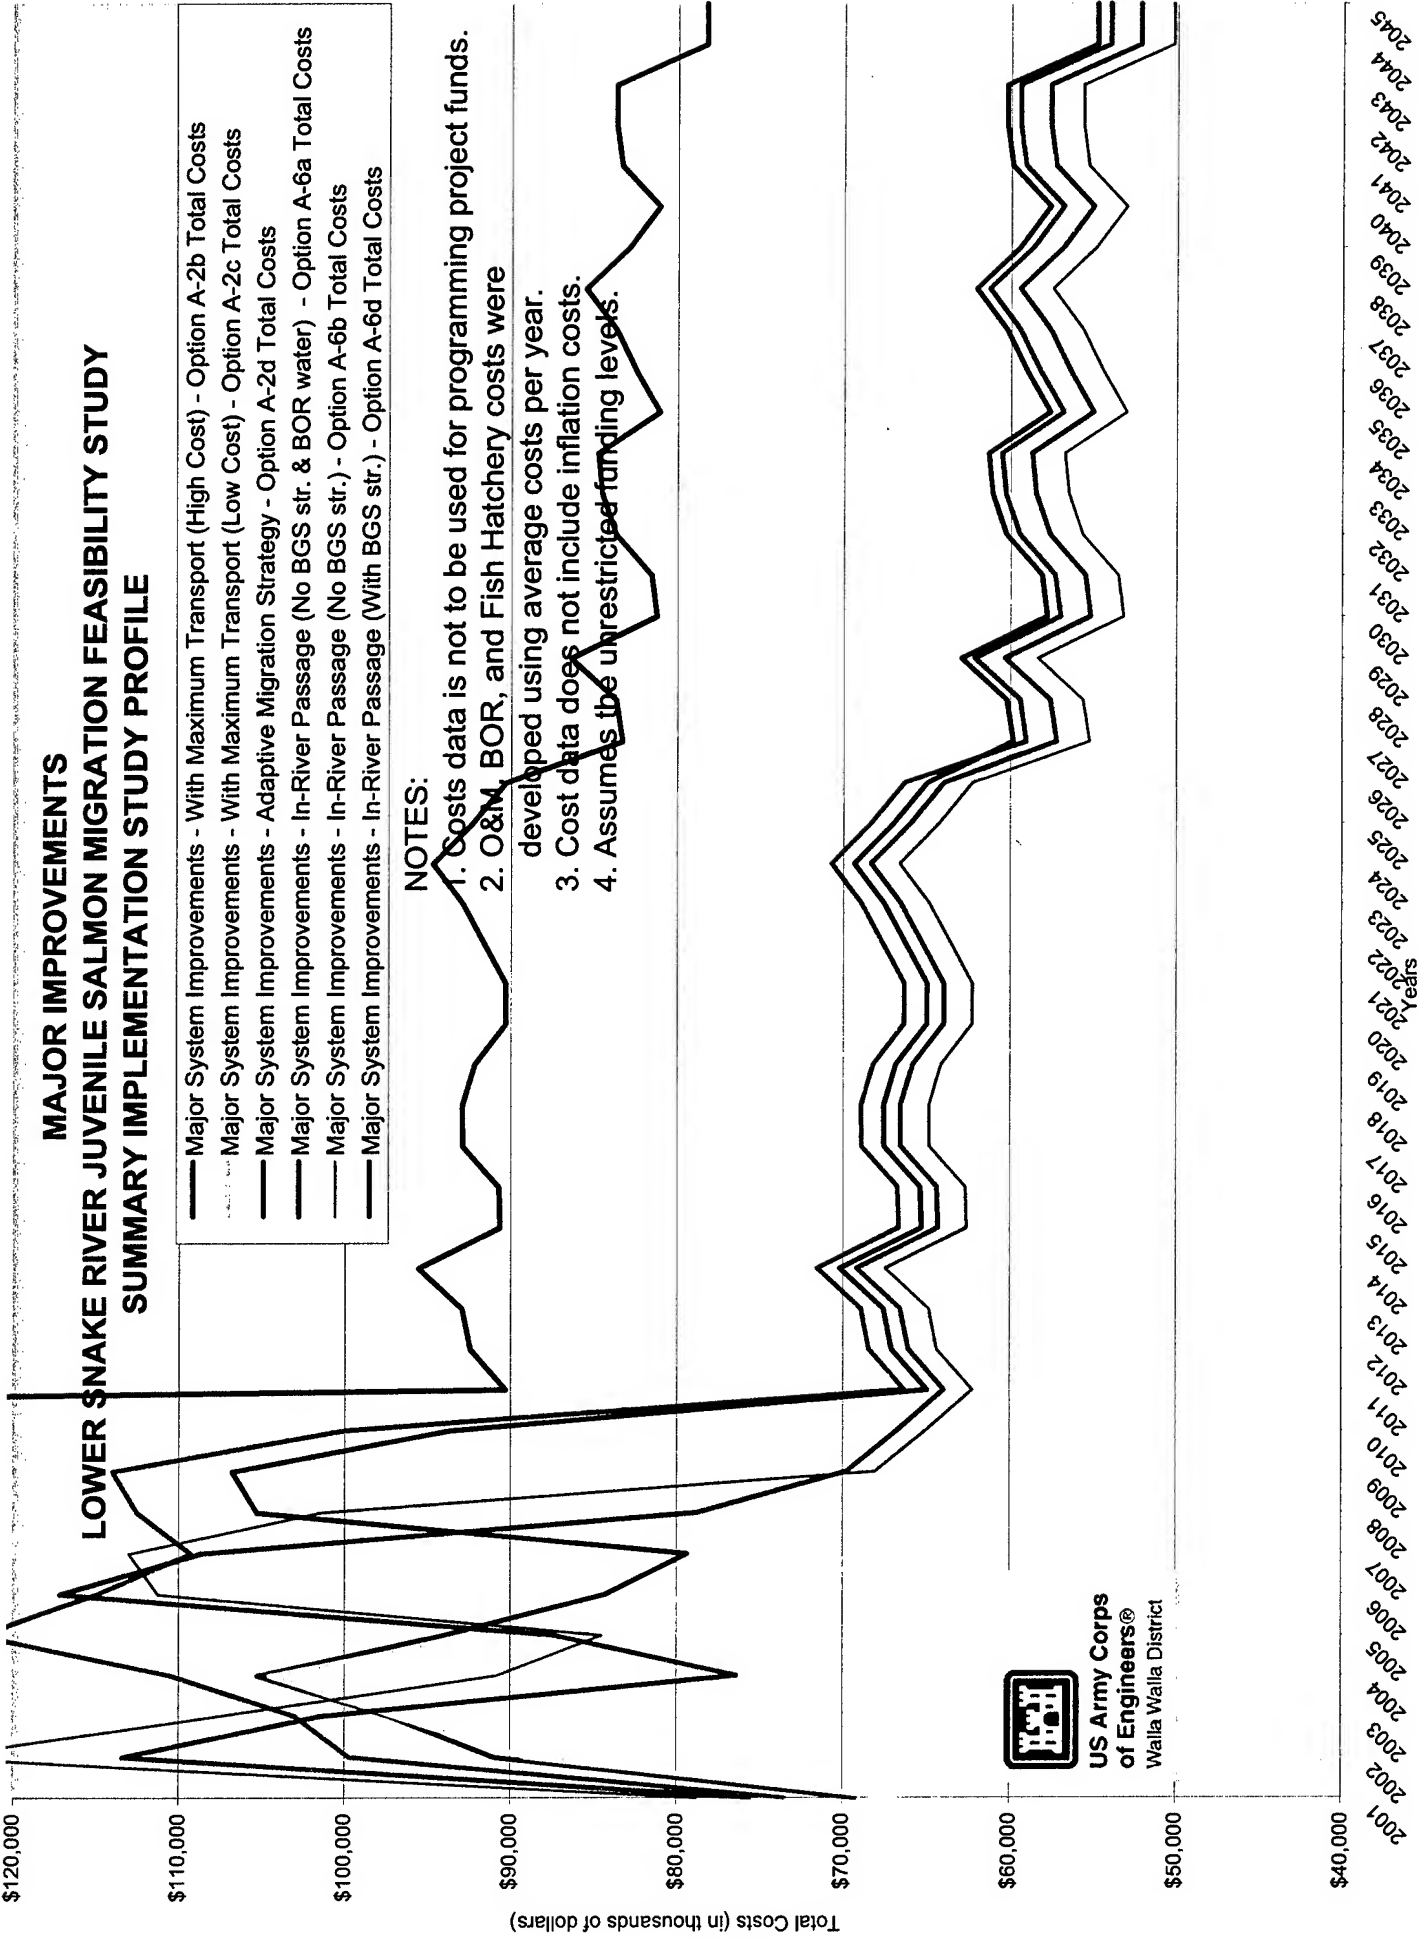 MAJOR IMPROVEMENTS
LOWER SNAKE RIVER JUVENILE SALMON MIGRATION FEASIBILITY STUDY
SUMMARY IMPLEMENTATION STUDY PROFILE
Major System Improvements - With Maximum Transport (High Cost) - Option A-2b Total Costs
Major System Improvements - With Maximum Transport (Low Cost) - Option A-2c Total Costs
Major System Improvements - Adaptive Migration Strategy - Option A-2d Total Costs
Major System Improvements - In-River Passage (No BGS str. & BOR water) - Option A-6a Total Costs
Major System Improvements - In-River Passage (No BGS str.) - Option A-6b Total Costs
Major System Improvements - In-River Passage (With BGS str.) - Option A-6d Total Costs
NOTES:
1. Costs data is not to be used for programming project funds.
2. O&M, BOR, and Fish Hatchery costs were
developed using average costs per year.
3. Cost data does not include inflation costs.
4. Assumes the unrestricted funding levels.
$120,000
$110,000
$100,000
$90,000
$80,000
$70,000
$60,000
$50,000
$40,000
Total Costs (in thousands of dollars)
US Army Corps
of Engineers®
Walla Walla District
2001
2002
2003
2004
2005
2006
2007
2008
2009
2010
2011
2012
2013
2014
2015
2016
2017
2018
2019
2020
2021
2022
2023
2024
2025
2026
2027
2028
2029
2030
2031
2032
2033
2034
2035
2036
2037
2038
2039
2040
2041
2042
2043
2044
2045
Years